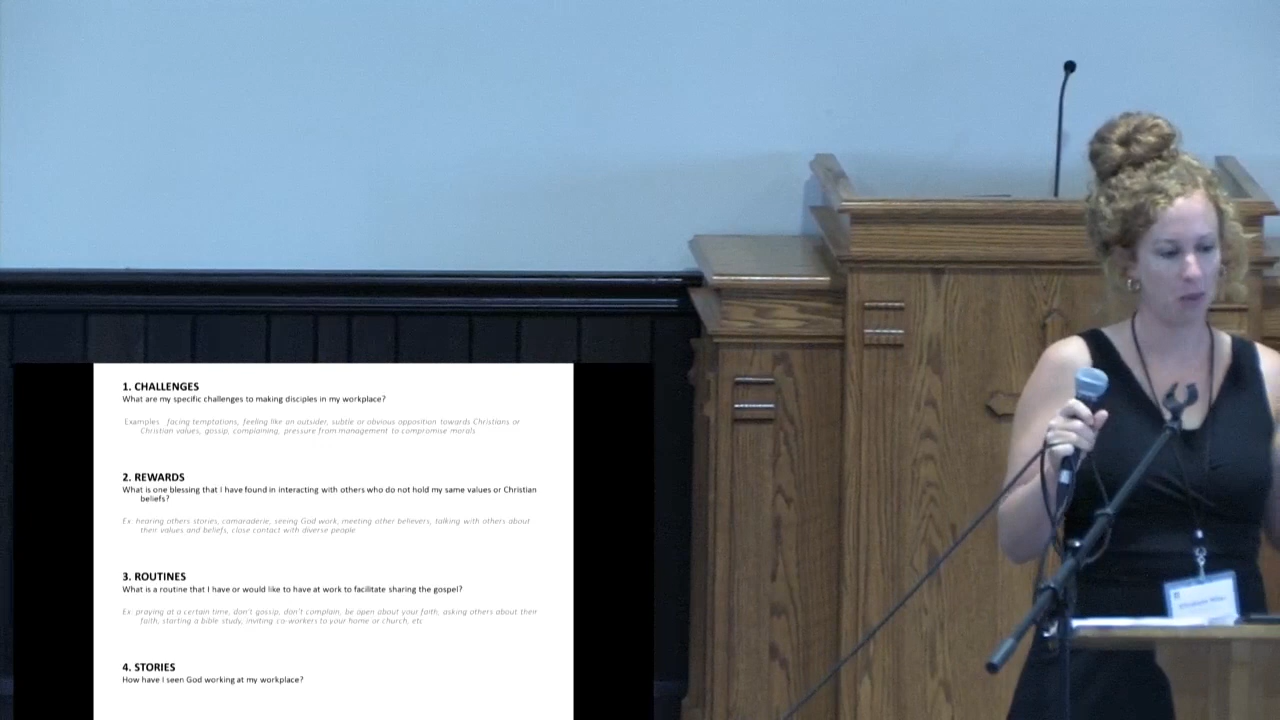 1. CHALLENGES
What are my specific challenges to making disciples in my workplace?
Examples: facing temptations, feeling like an outsider, subtle or obvious opposition towards Christians or
Christian values, gossip, complaining, pressure from management to compromise morals
2. REWARDS
What is one blessing that I have found in interacting with others who do not hold my same values or Christian
beliefs?
Ex: hearing others stories, camaraderie, seeing God work, meeting other believers, talking with others about
their values and beliefs, close contact with diverse people
3. ROUTINES
What is a routine that I have or would like to have at work to facilitate sharing the gospel?
Ex: praying at a certain time, don't gossip, don't complain, be open about your faith, asking others about their
faith, starting a bible study, inviting co-workers to your home or church, etc
4. STORIES
How have I seen God working at my workplace?